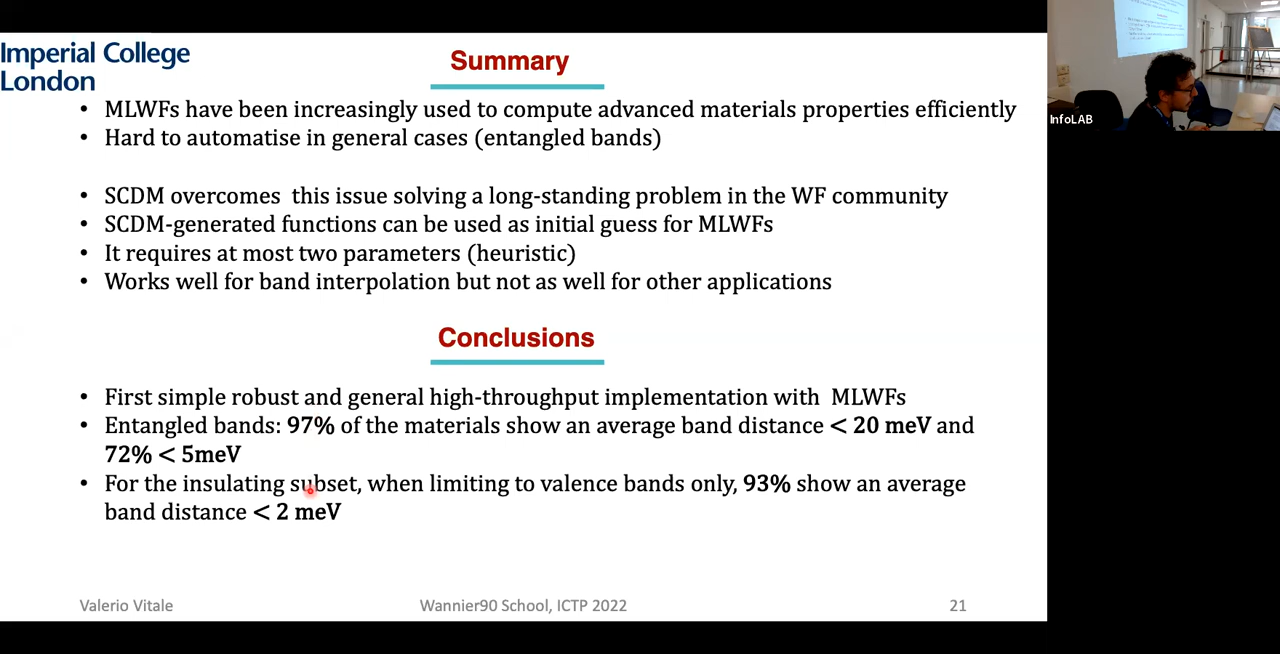 Imperial College
London
Summary
• MLWFs have been increasingly used to compute advanced materials properties efficiently
• Hard to automatise in general cases (entangled bands)
• SCDM overcomes this issue solving a long-standing problem in the WF community
• SCDM-generated functions can be used as initial guess for MLWFs
• It requires at most two parameters (heuristic)
• Works well for band interpolation but not as well for other applications
Conclusions
• First simple robust and general high-throughput implementation with MLWFs
• Entangled bands: 97% of the materials show an average band distance < 20 meV and
72% < 5meV
• For the insulating subset, when limiting to valence bands only, 93% show an average
band distance < 2 meV
Valerio Vitale Wannier90 School, ICTP 2022 21
InfoLAB